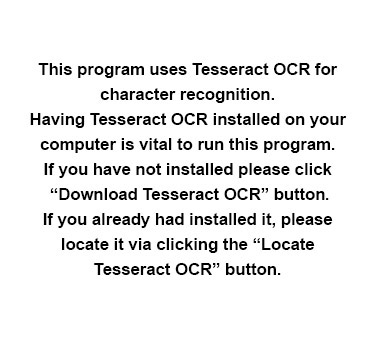 This program uses Tesseract OCR for
character recognition.
Having Tesseract OCR installed on your
computer is vital to run this program.
If you have not installed please click
“Download Tesseract OCR” button.
If you already had installed it, please
locate it via clicking the “Locate
Tesseract OCR” button.